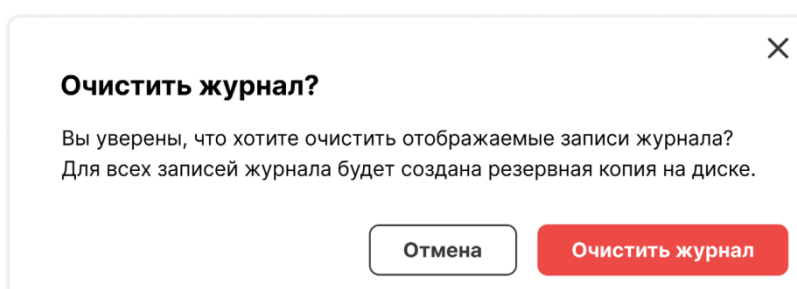 Очистить журнал?
Вы уверены, что хотите очистить отображаемые записи журнала?
Для всех записей журнала будет создана резервная копия на диске.
Отмена
Очистить журнал